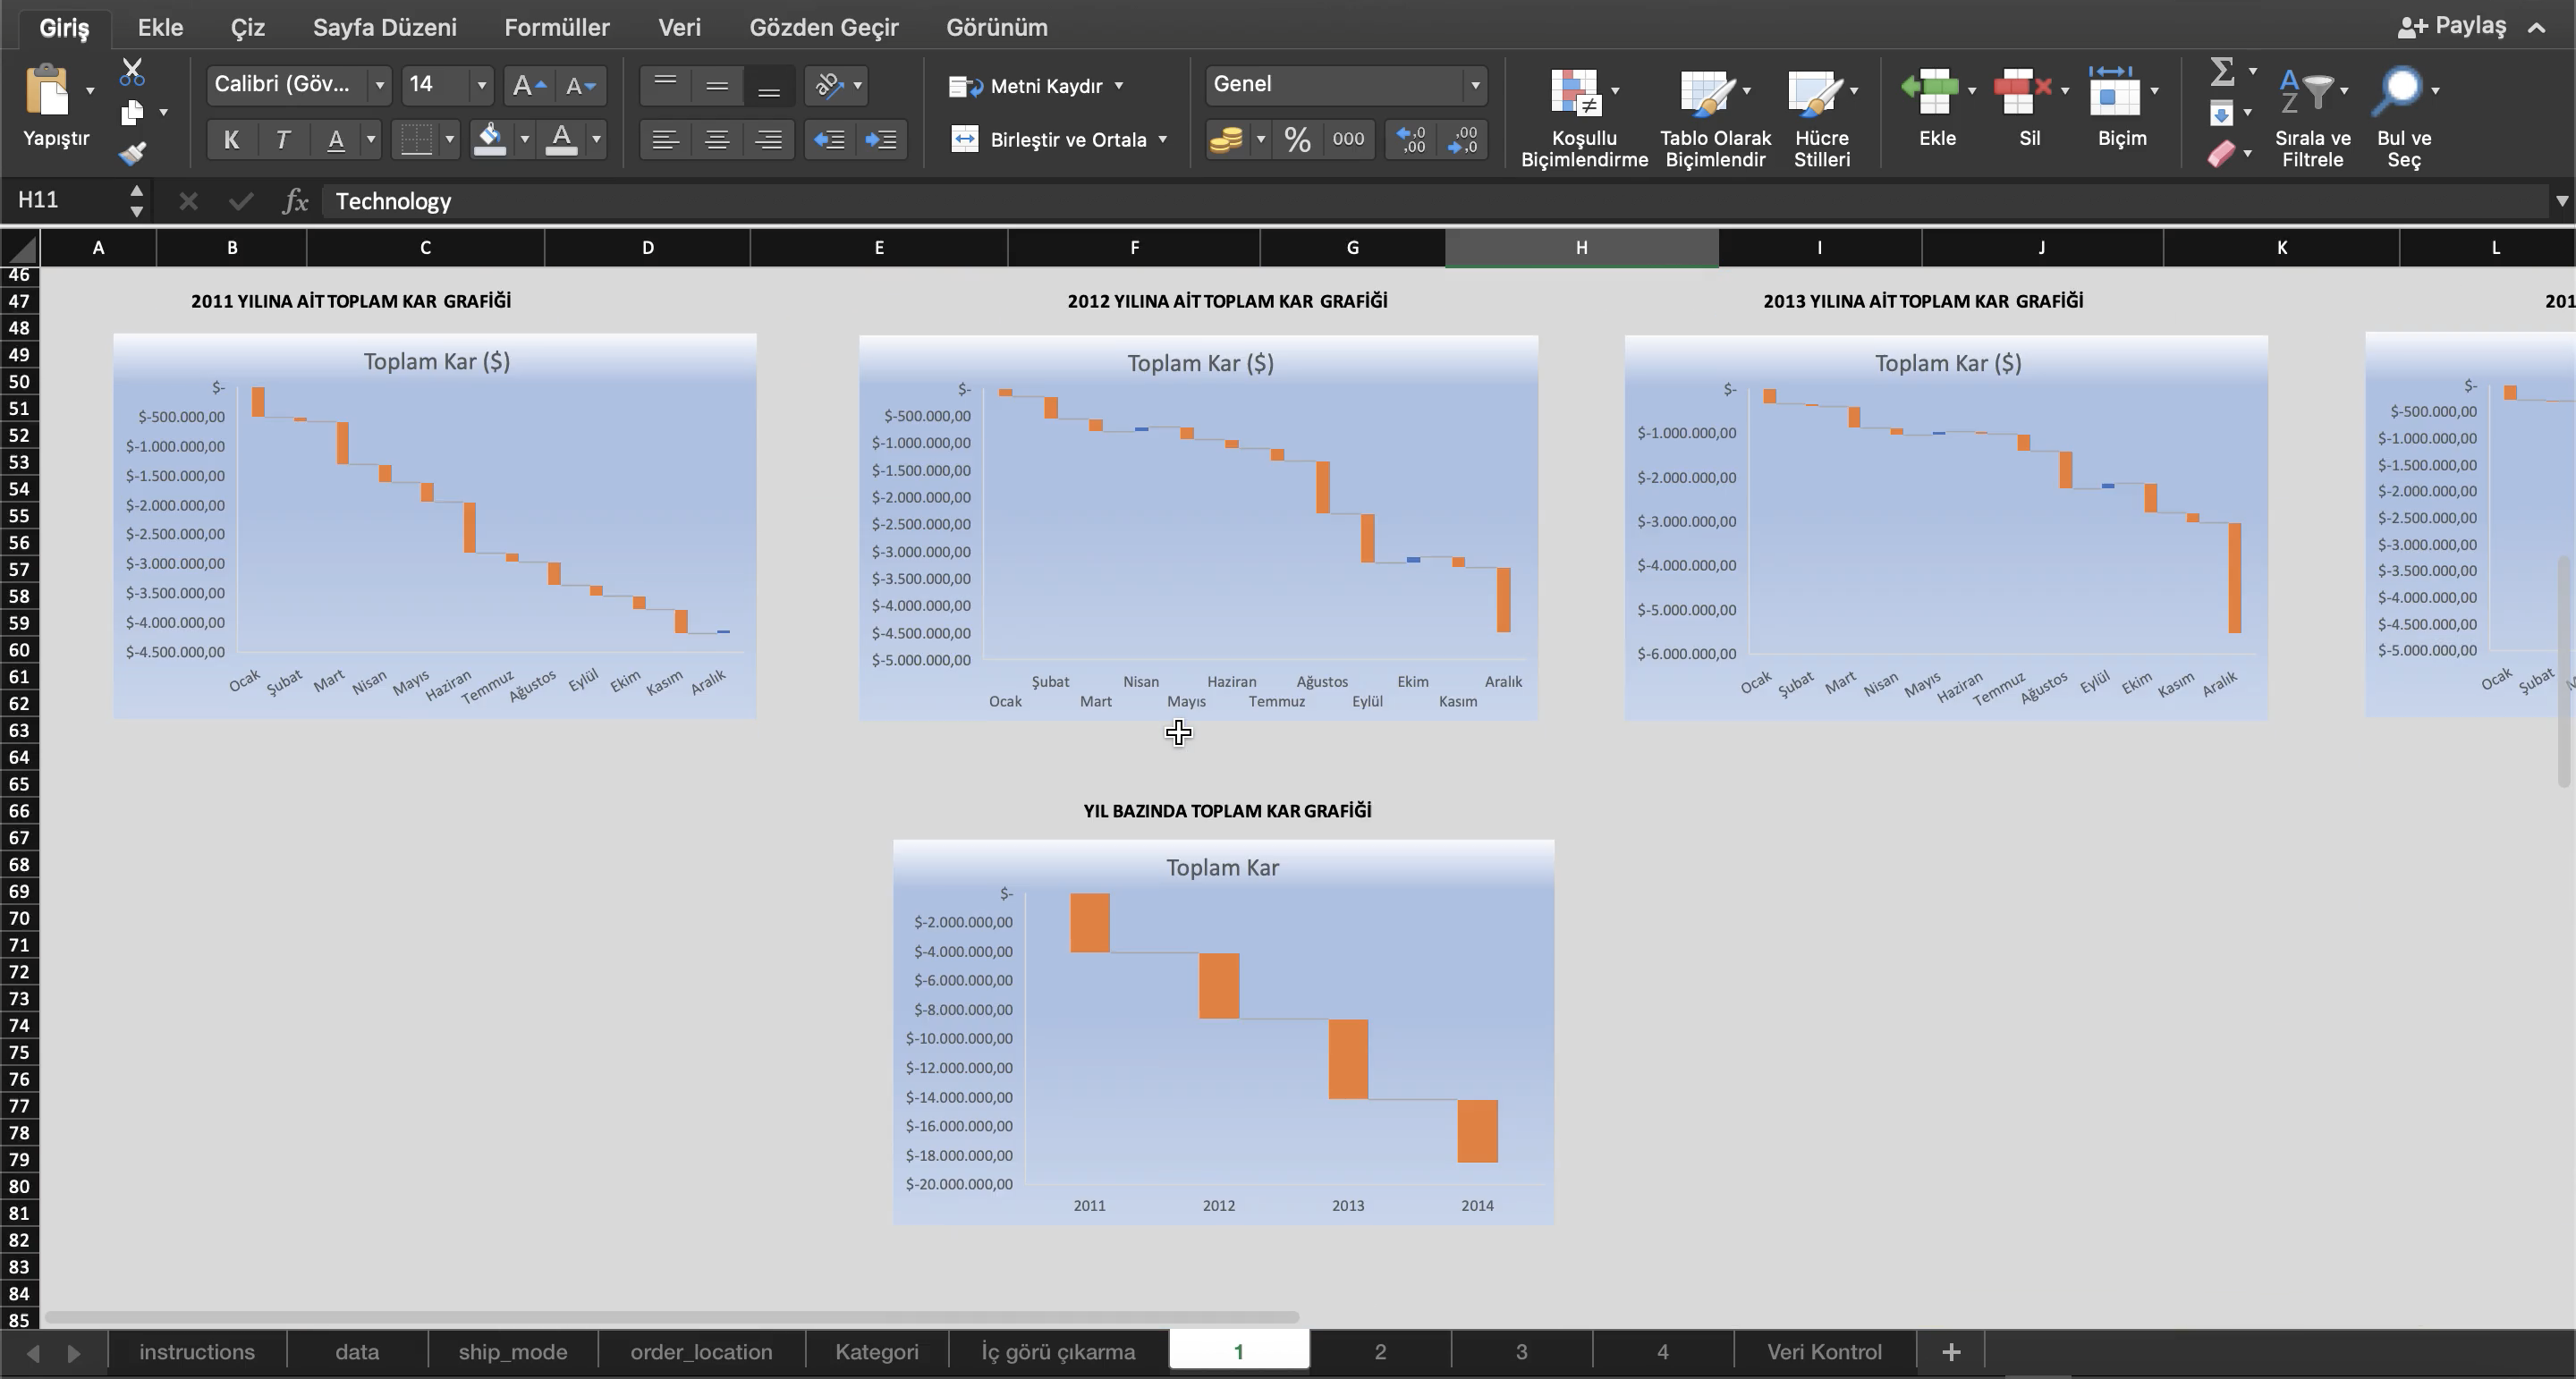 Giriş Ekle Çiz Sayfa Düzeni Formüller Veri Gözden Geçir Görünüm Paylaş
Yapıştır
Calibri (Göv... 14 A A
K T A A
ab
Metni Kaydır
Birleştir ve Ortala
Genel
% 000 ,0 ,00 ,00 ,0
Koşullu Biçimlendirme
Tablo Olarak Biçimlendir
Hücre Stilleri
Ekle
Sil
Biçim
Σ
A Z
Sırala ve Filtrele
Bul ve Seç
H11 fx Technology
A B C D E F G H I J K L
46
47
48
49
50
51
52
53
54
55
56
57
58
59
60
61
62
63
64
65
66
67
68
69
70
71
72
73
74
75
76
77
78
79
80
81
82
83
84
85
2011 YILINA AİT TOPLAM KAR GRAFİĞİ
Toplam Kar ($)
$-
$-500.000,00
$-1.000.000,00
$-1.500.000,00
$-2.000.000,00
$-2.500.000,00
$-3.000.000,00
$-3.500.000,00
$-4.000.000,00
$-4.500.000,00
Ocak Şubat Mart Nisan Mayıs Haziran Temmuz Ağustos Eylül Ekim Kasım Aralık
2012 YILINA AİT TOPLAM KAR GRAFİĞİ
Toplam Kar ($)
$-
$-500.000,00
$-1.000.000,00
$-1.500.000,00
$-2.000.000,00
$-2.500.000,00
$-3.000.000,00
$-3.500.000,00
$-4.000.000,00
$-4.500.000,00
$-5.000.000,00
Şubat Nisan Haziran Ağustos Ekim Aralık
Ocak Mart Mayıs Temmuz Eylül Kasım
2013 YILINA AİT TOPLAM KAR GRAFİĞİ
Toplam Kar ($)
$-
$-1.000.000,00
$-2.000.000,00
$-3.000.000,00
$-4.000.000,00
$-5.000.000,00
$-6.000.000,00
Ocak Şubat Mart Nisan Mayıs Haziran Temmuz Ağustos Eylül Ekim Kasım Aralık
201
$-
$-500.000,00
$-1.000.000,00
$-1.500.000,00
$-2.000.000,00
$-2.500.000,00
$-3.000.000,00
$-3.500.000,00
$-4.000.000,00
$-4.500.000,00
$-5.000.000,00
Ocak Şubat
YIL BAZINDA TOPLAM KAR GRAFİĞİ
Toplam Kar
$-
$-2.000.000,00
$-4.000.000,00
$-6.000.000,00
$-8.000.000,00
$-10.000.000,00
$-12.000.000,00
$-14.000.000,00
$-16.000.000,00
$-18.000.000,00
$-20.000.000,00
2011 2012 2013 2014
instructions data ship_mode order_location Kategori İç görü çıkarma 1 2 3 4 Veri Kontrol +